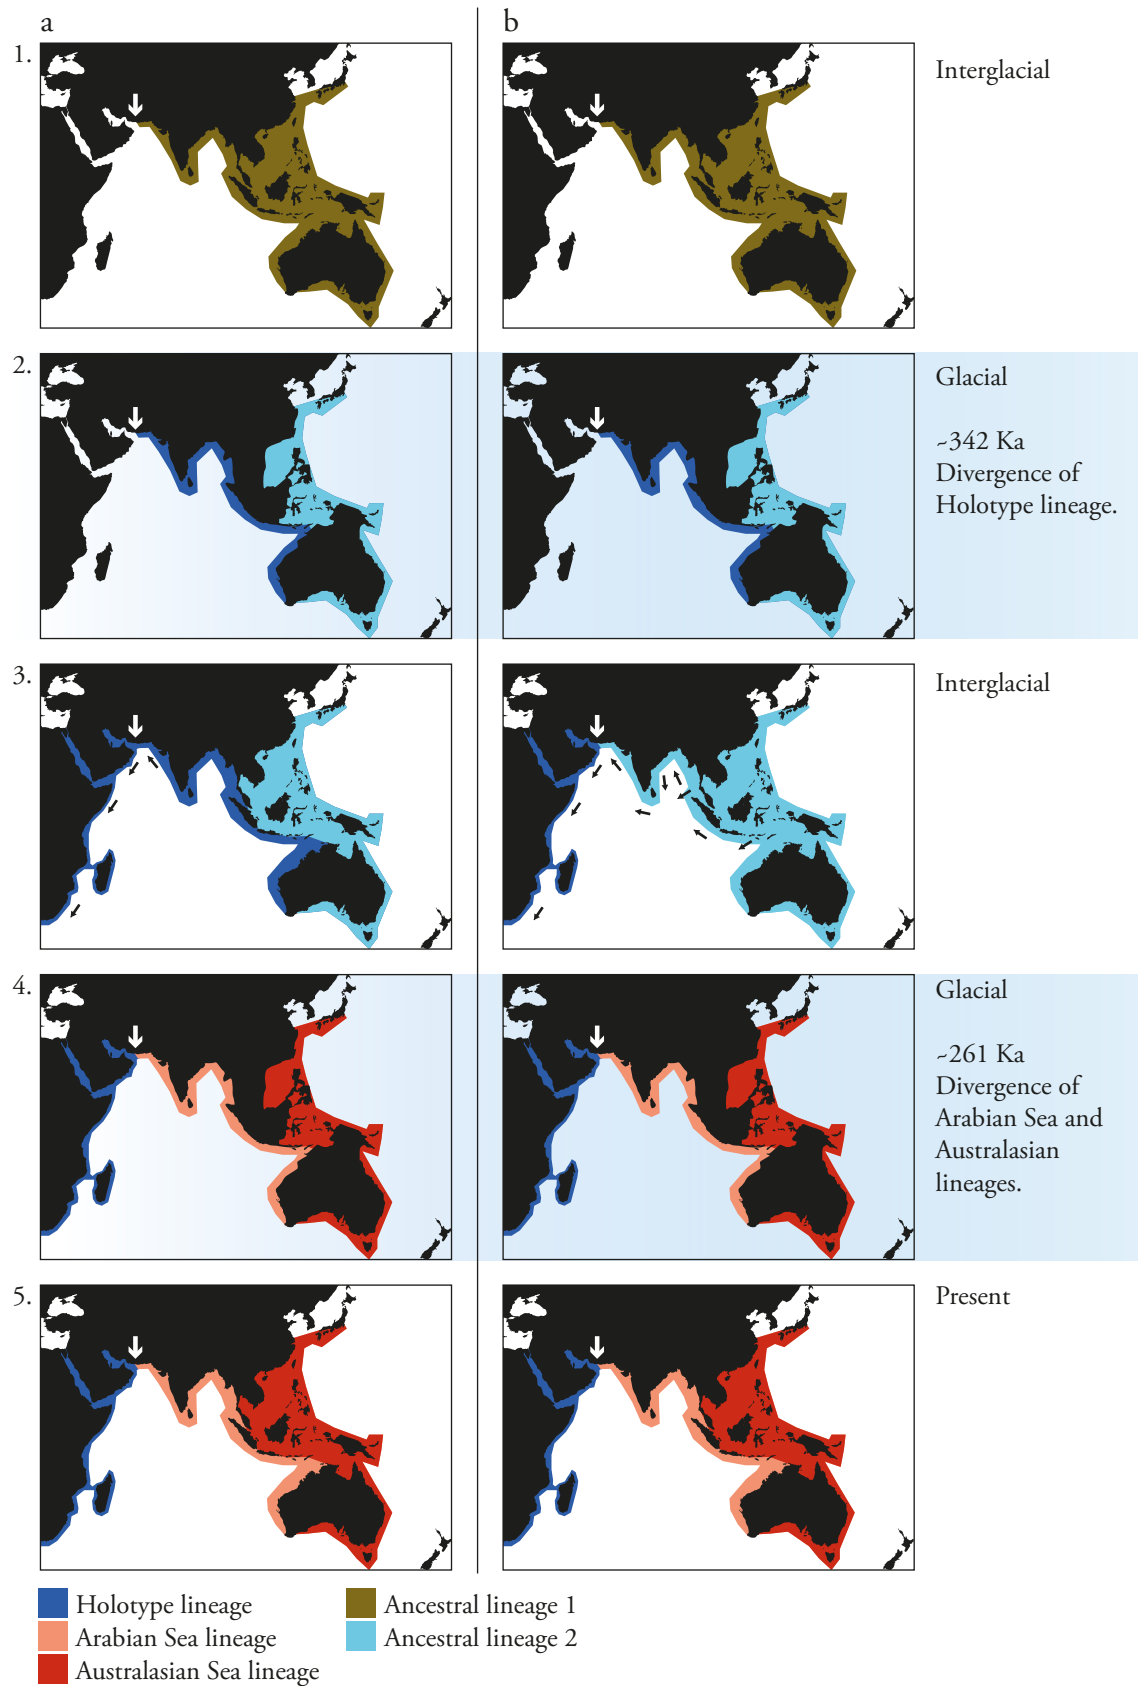 a
b
1.
Interglacial
2.
Glacial
~342 Ka
Divergence of
Holotype lineage.
3.
Interglacial
4.
Glacial
~261 Ka
Divergence of
Arabian Sea and
Australasian
lineages.
5.
Present
Holotype lineage
Arabian Sea lineage
Australasian Sea lineage
Ancestral lineage 1
Ancestral lineage 2